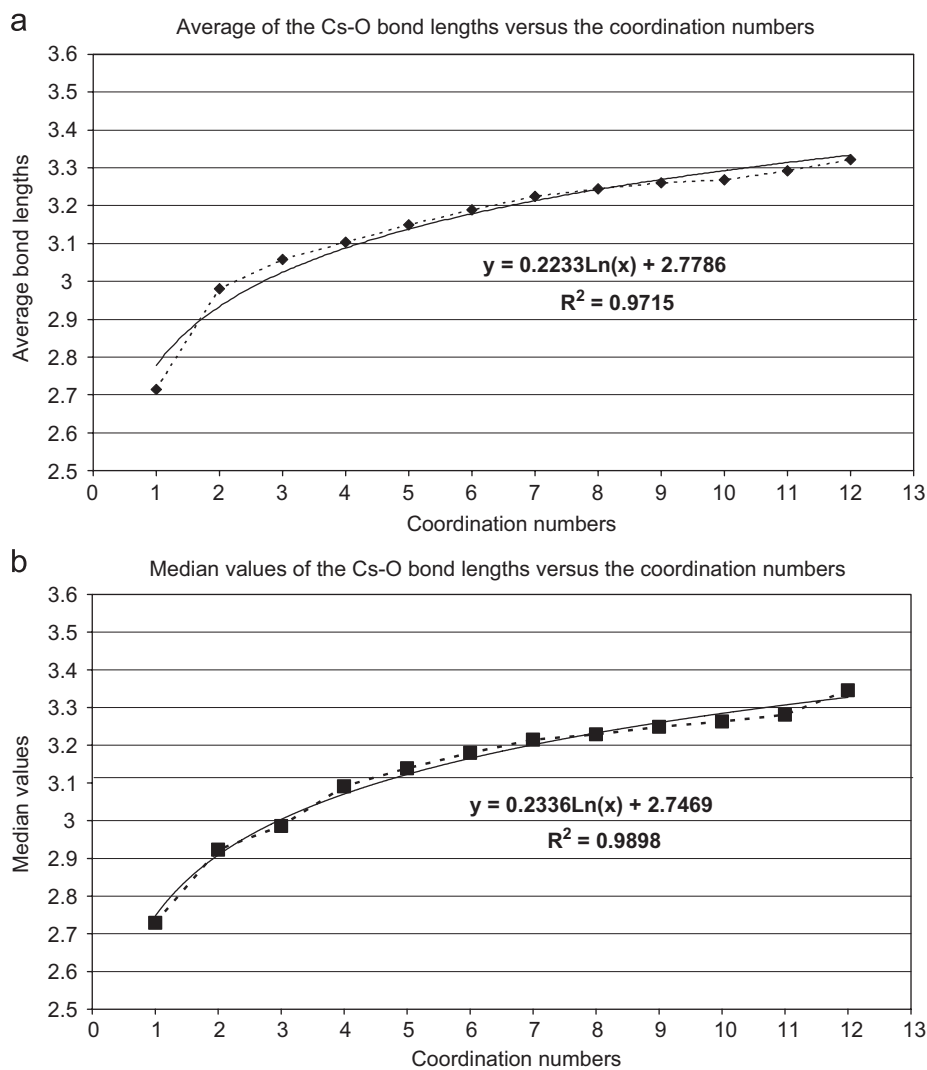 a
Average of the Cs-O bond lengths versus the coordination numbers
3.6
3.5
3.4
3.3
3.2
3.1
3
2.9
2.8
2.7
2.6
2.5
Average bond lengths
y = 0.2233Ln(x) + 2.7786
R² = 0.9715
0 1 2 3 4 5 6 7 8 9 10 11 12 13
Coordination numbers
b
Median values of the Cs-O bond lengths versus the coordination numbers
3.6
3.5
3.4
3.3
3.2
3.1
3
2.9
2.8
2.7
2.6
2.5
Median values
y = 0.2336Ln(x) + 2.7469
R² = 0.9898
0 1 2 3 4 5 6 7 8 9 10 11 12 13
Coordination numbers